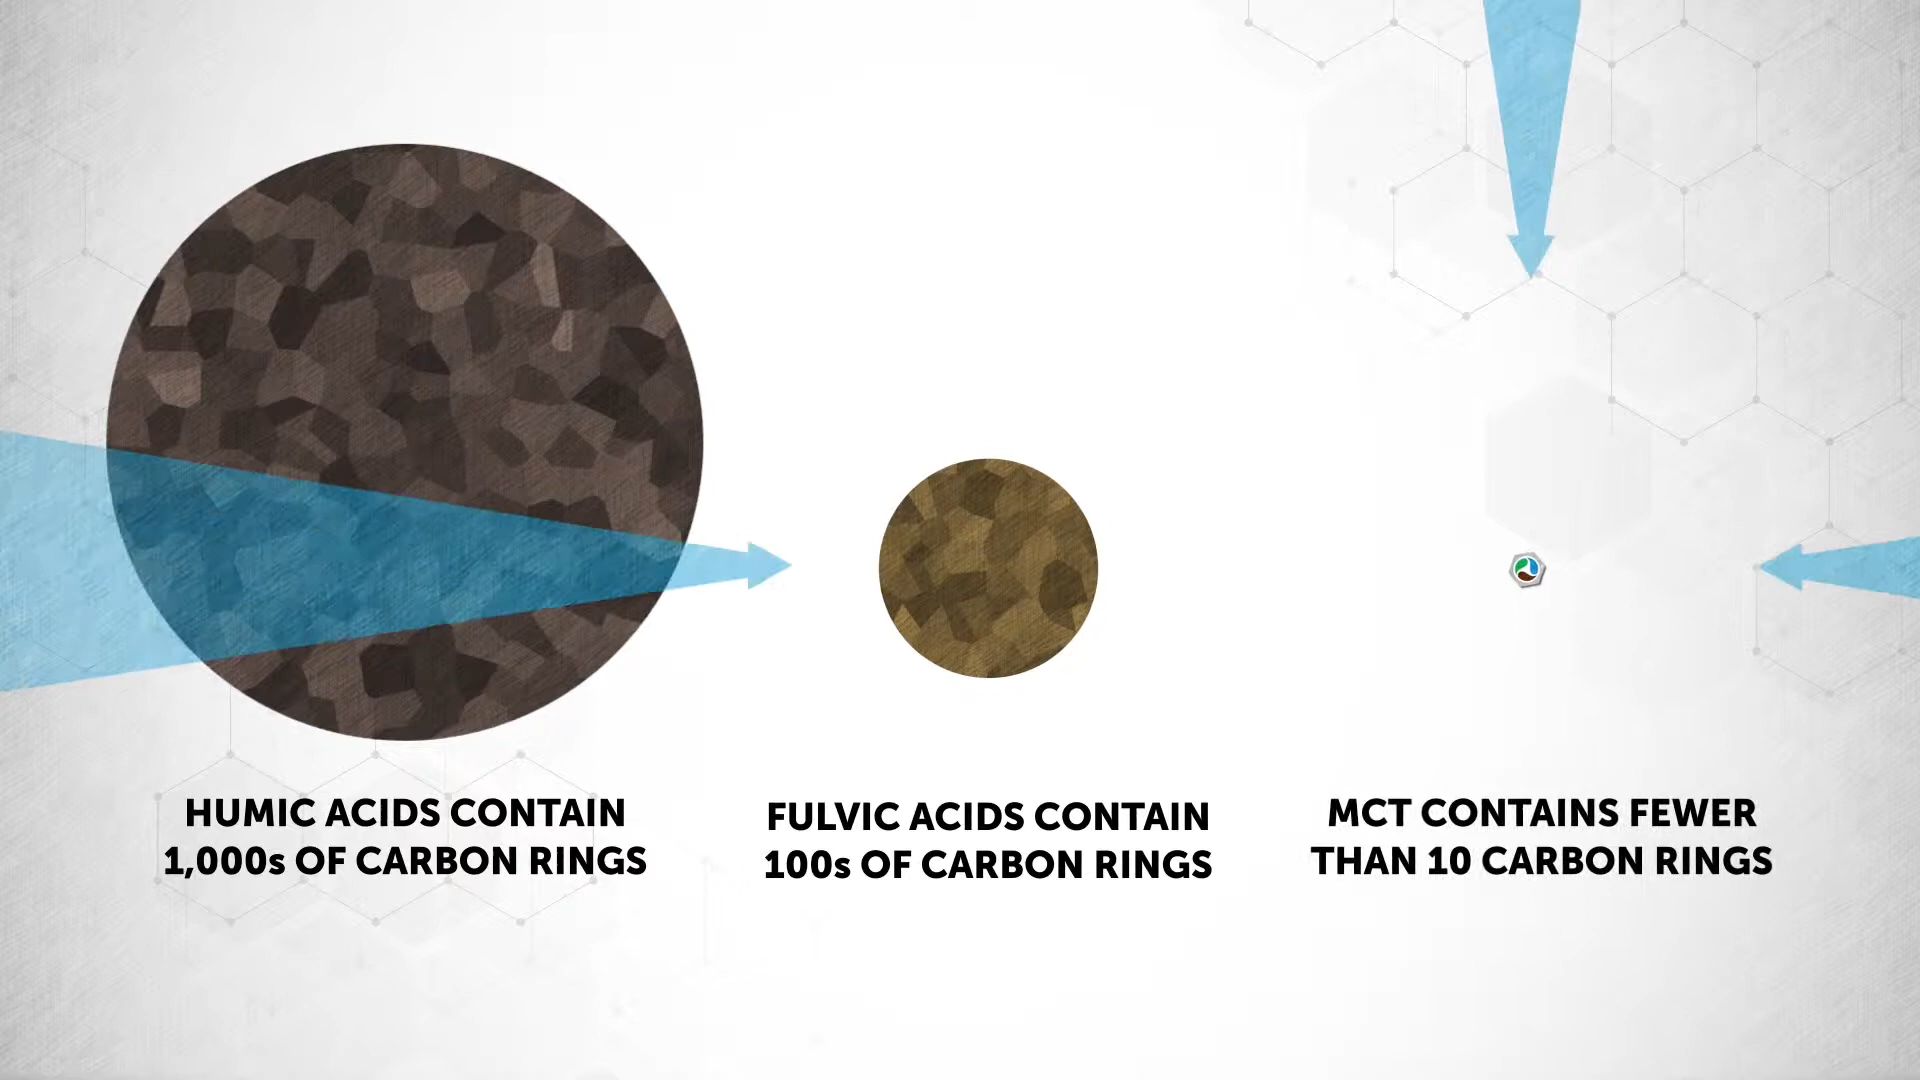 HUMIC ACIDS CONTAIN
1,000s OF CARBON RINGS
FULVIC ACIDS CONTAIN
100s OF CARBON RINGS
MCT CONTAINS FEWER
THAN 10 CARBON RINGS